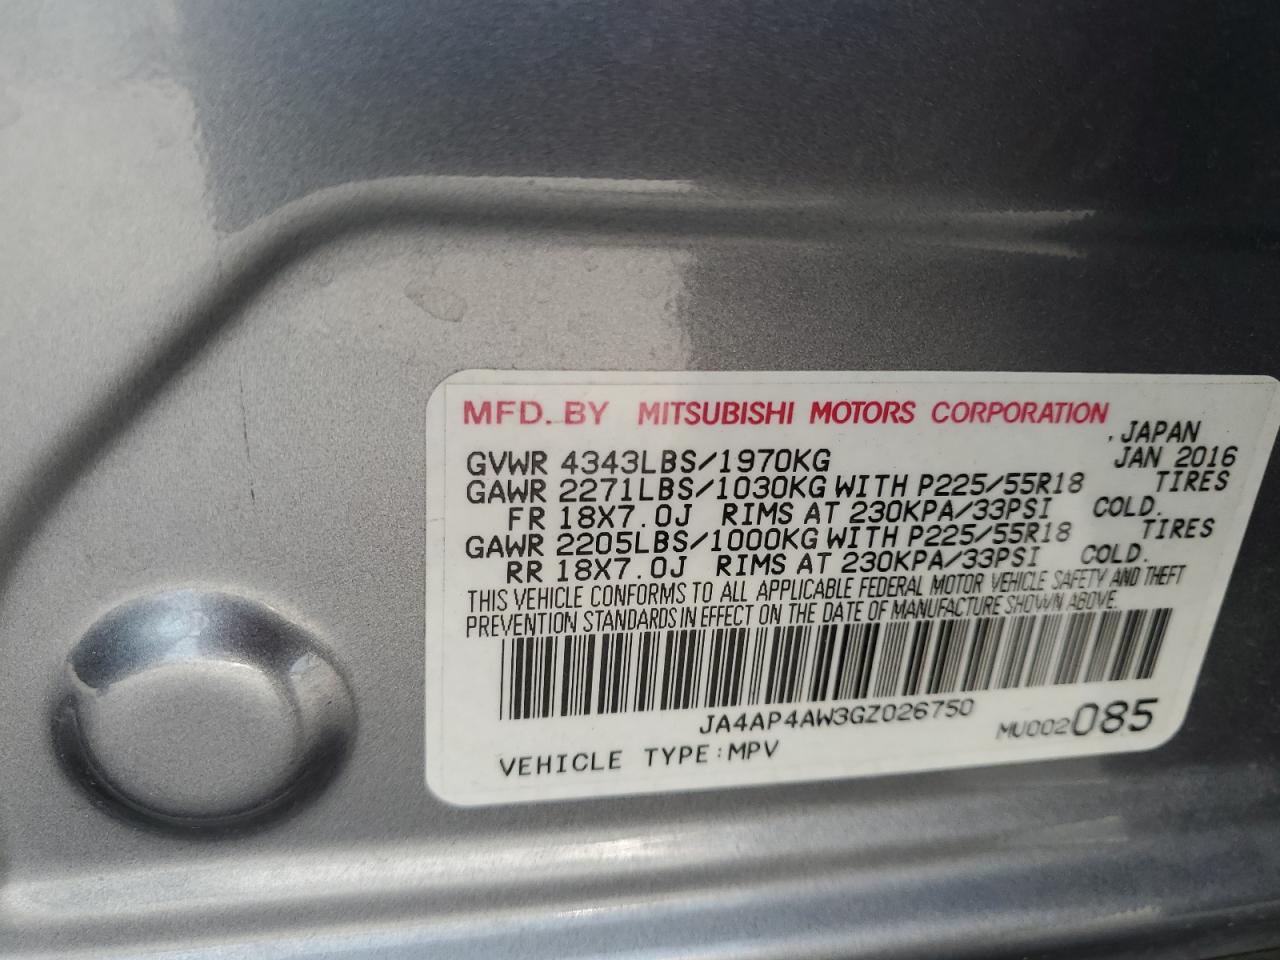 MFD. BY MITSUBISHI MOTORS CORPORATION
JAPAN
GVWR 4343LBS/1970KG JAN 2016
GAWR 2271LBS/1030KG WITH P225/55R18 TIRES
FR 18X7.0J RIMS AT 230KPA/33PSI COLD.
GAWR 2205LBS/1000KG WITH P225/55R18 TIRES
RR 18X7.0J RIMS AT 230KPA/33PSI COLD.
THIS VEHICLE CONFORMS TO ALL APPLICABLE FEDERAL MOTOR VEHICLE SAFETY AND THEFT
PREVENTION STANDARDS IN EFFECT ON THE DATE OF MANUFACTURE SHOWN ABOVE.
JA4AP4AW3GZ026750
MU002085
VEHICLE TYPE:MPV